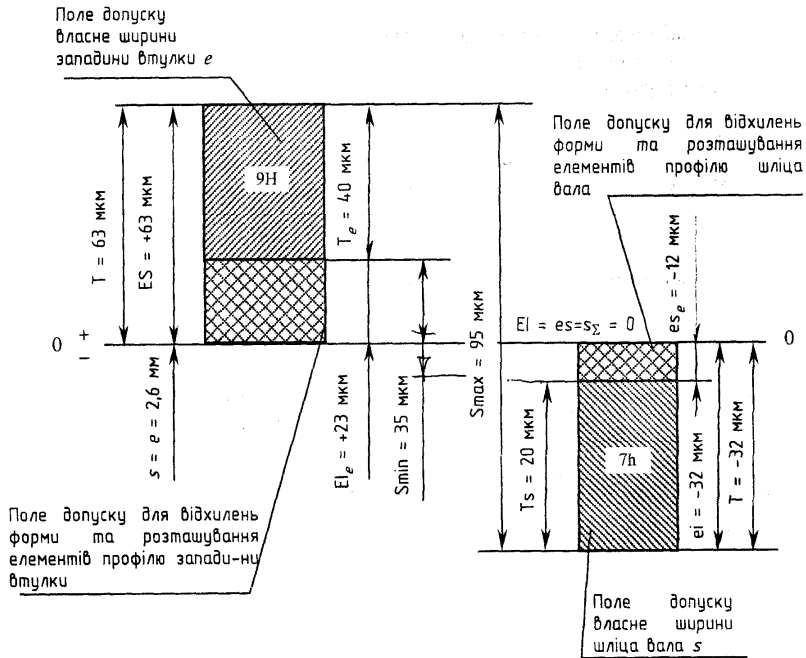 Поле допуску
власне ширини
западини втулки e
9H
T = 63 мкм
ES = +63 мкм
Te = 40 мкм
Smax = 95 мкм
Поле допуску для відхилень
форми та розташування
елементів профілю шліца
вала
ese = -12 мкм
EI = es=sΣ = 0
0
+
−
0
s = e = 2,6 мм
EIe = +23 мкм
Smin = 35 мкм
Ts = 20 мкм
7h
ei = -32 мкм
T = -32 мкм
Поле допуску для відхилень
форми та розташування
елементів профілю запади-ни
втулки
Поле допуску
власне ширини
шліца вала s